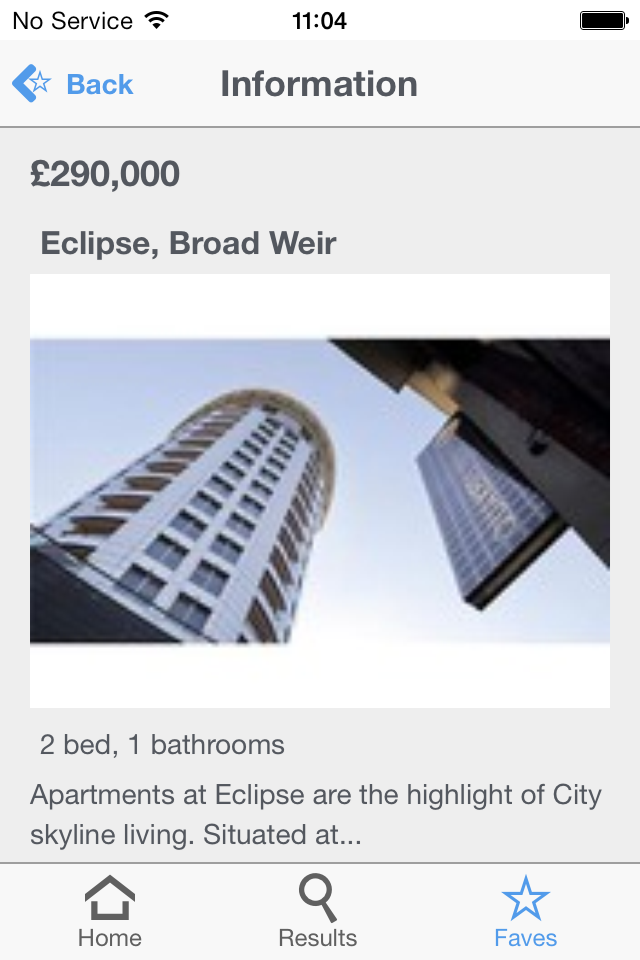 No Service 11:04
Back Information
£290,000
Eclipse, Broad Weir
2 bed, 1 bathrooms
Apartments at Eclipse are the highlight of City
skyline living. Situated at...
Home Results Faves